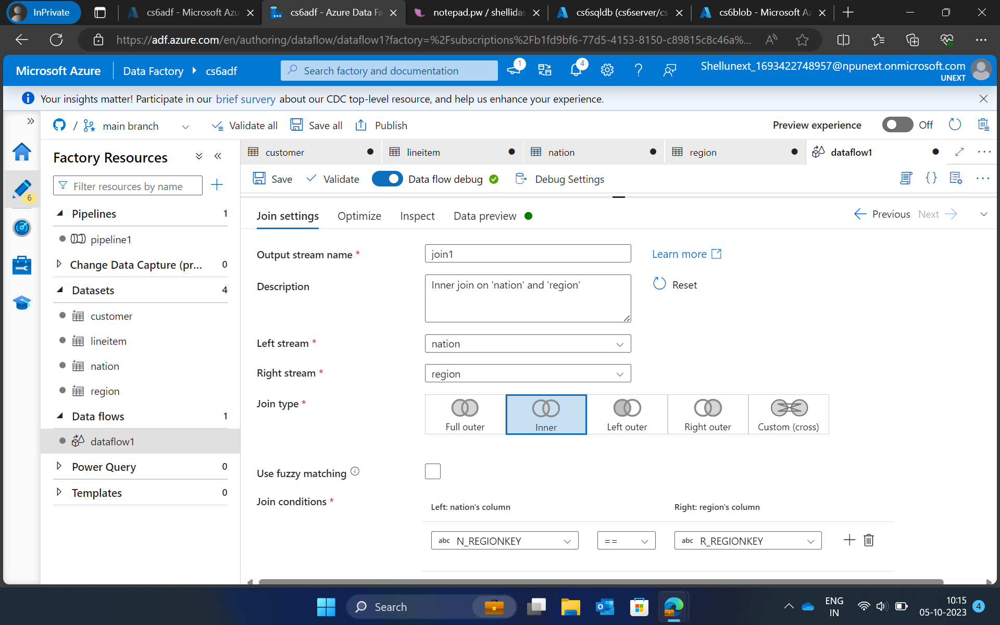 InPrivate
cs6adf - Microsoft Azu
cs6adf - Azure Data Fa
notepad.pw / shellidas
cs6sqldb (cs6server/cs
cs6blob - Microsoft Az
https://adf.azure.com/en/authoring/dataflow/dataflow1?factory=%2Fsubscriptions%2Fb1fd9bf6-77d5-4153-8150-c89815c8c46a%...
Microsoft Azure
Data Factory
cs6adf
Search factory and documentation
1
4
Shellunext_1693422748957@npunext.onmicrosoft.com
UNEXT
Your insights matter! Participate in our brief survery about our CDC top-level resource, and help us enhance your experience.
/ main branch
Validate all
Save all
Publish
Preview experience
Off
Factory Resources
customer
lineitem
nation
region
dataflow1
Filter resources by name
Save
Validate
Data flow debug
Debug Settings
6
Pipelines 1
pipeline1
Change Data Capture (pr... 0
Datasets 4
customer
lineitem
nation
region
Data flows 1
dataflow1
Power Query 0
Templates 0
Join settings
Optimize
Inspect
Data preview
Previous
Next
Output stream name *
join1
Learn more
Description
Inner join on 'nation' and 'region'
Reset
Left stream *
nation
Right stream *
region
Join type *
Full outer
Inner
Left outer
Right outer
Custom (cross)
Use fuzzy matching
Join conditions *
Left: nation's column
Right: region's column
abc N_REGIONKEY
==
abc R_REGIONKEY
Search
ENG
IN
10:15
05-10-2023
4